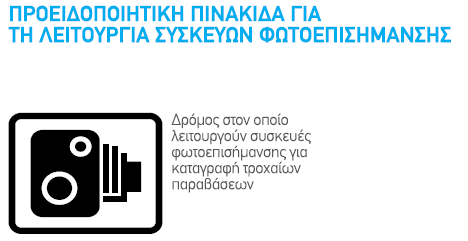 ΠΡΟΕΙΔΟΠΟΙΗΤΙΚΗ ΠΙΝΑΚΙΔΑ ΓΙΑ
ΤΗ ΛΕΙΤΟΥΡΓΙΑ ΣΥΣΚΕΥΩΝ ΦΩΤΟΕΠΙΣΗΜΑΝΣΗΣ
Δρόμος στον οποίο
λειτουργούν συσκευές
φωτοεπισήμανσης για
καταγραφή τροχαίων
παραβάσεων